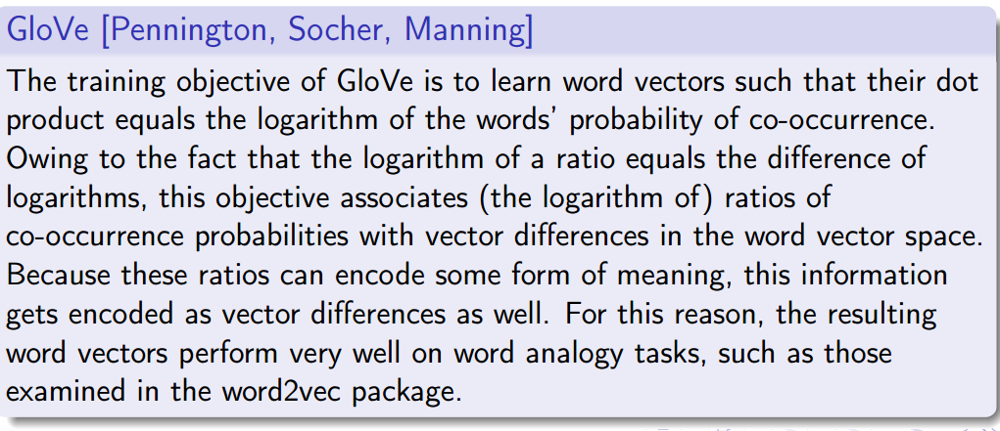 GloVe [Pennington, Socher, Manning]
The training objective of GloVe is to learn word vectors such that their dot
product equals the logarithm of the words' probability of co-occurrence.
Owing to the fact that the logarithm of a ratio equals the difference of
logarithms, this objective associates (the logarithm of) ratios of
co-occurrence probabilities with vector differences in the word vector space.
Because these ratios can encode some form of meaning, this information
gets encoded as vector differences as well. For this reason, the resulting
word vectors perform very well on word analogy tasks, such as those
examined in the word2vec package.